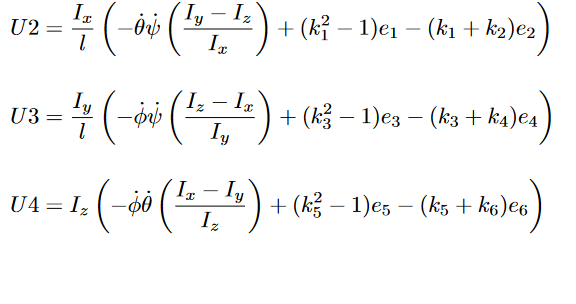 U2 = \frac{I_x}{l} \left( -\dot{\theta}\dot{\psi} \left( \frac{I_y - I_z}{I_x} \right) + (k_1^2 - 1)e_1 - (k_1 + k_2)e_2 \right)
U3 = \frac{I_y}{l} \left( -\dot{\phi}\dot{\psi} \left( \frac{I_z - I_x}{I_y} \right) + (k_3^2 - 1)e_3 - (k_3 + k_4)e_4 \right)
U4 = I_z \left( -\dot{\phi}\dot{\theta} \left( \frac{I_x - I_y}{I_z} \right) + (k_5^2 - 1)e_5 - (k_5 + k_6)e_6 \right)